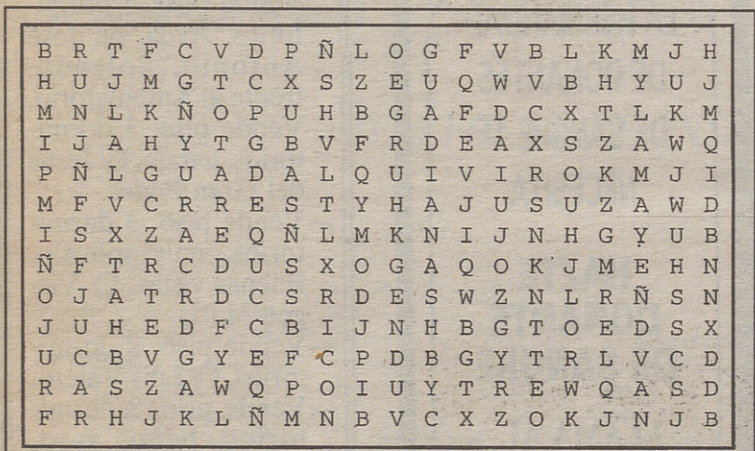 B R T F C V D P Ñ L O G F V B L K M J H
H U J M G T C X S Z E U Q W V B H Y U J
M N L K Ñ O P U H B G A F D C X T L K M
I J A H Y T G B V F R D E A X S Z A W Q
P Ñ L G U A D A L Q U I V I R O K M J I
M F V C R R E S T Y H A J U S U Z A W D
I S X Z A E Q Ñ L M K N I J N H G Y U B
Ñ F T R C D U S X O G A Q O K J M E H N
O J A T R D C S R D E S W Z N L R Ñ S N
J U H E D F C B I J N H B G T O E D S X
U C B V G Y E F C P D B G Y T R L V C D
R A S Z A W Q P O I U Y T R E W Q A S D
F R H J K L Ñ M N B V C X Z O K J N J B